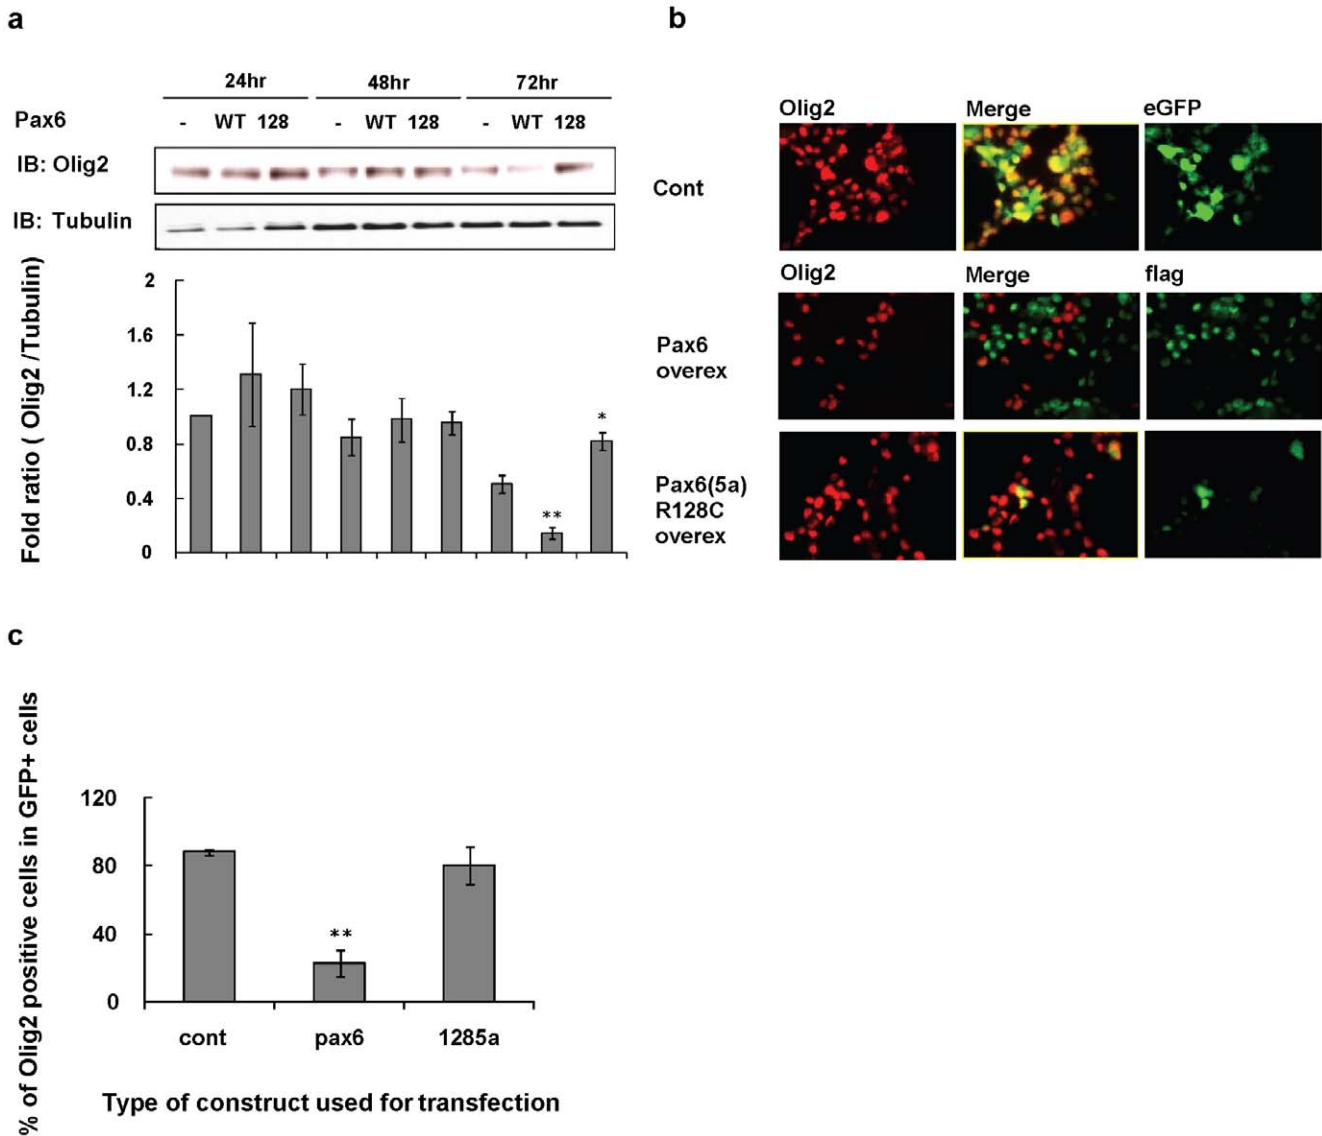 a
24hr 48hr 72hr
Pax6 - WT 128 - WT 128 - WT 128
IB: Olig2
IB: Tubulin
Fold ratio ( Olig2 /Tubulin)
2
1.6
1.2
0.8
0.4
0
**
*
b
Olig2 Merge eGFP
Cont
Olig2 Merge flag
Pax6
overex
Pax6(5a)
R128C
overex
c
% of Olig2 positive cells in GFP+ cells
120
80
40
0
**
cont pax6 1285a
Type of construct used for transfection